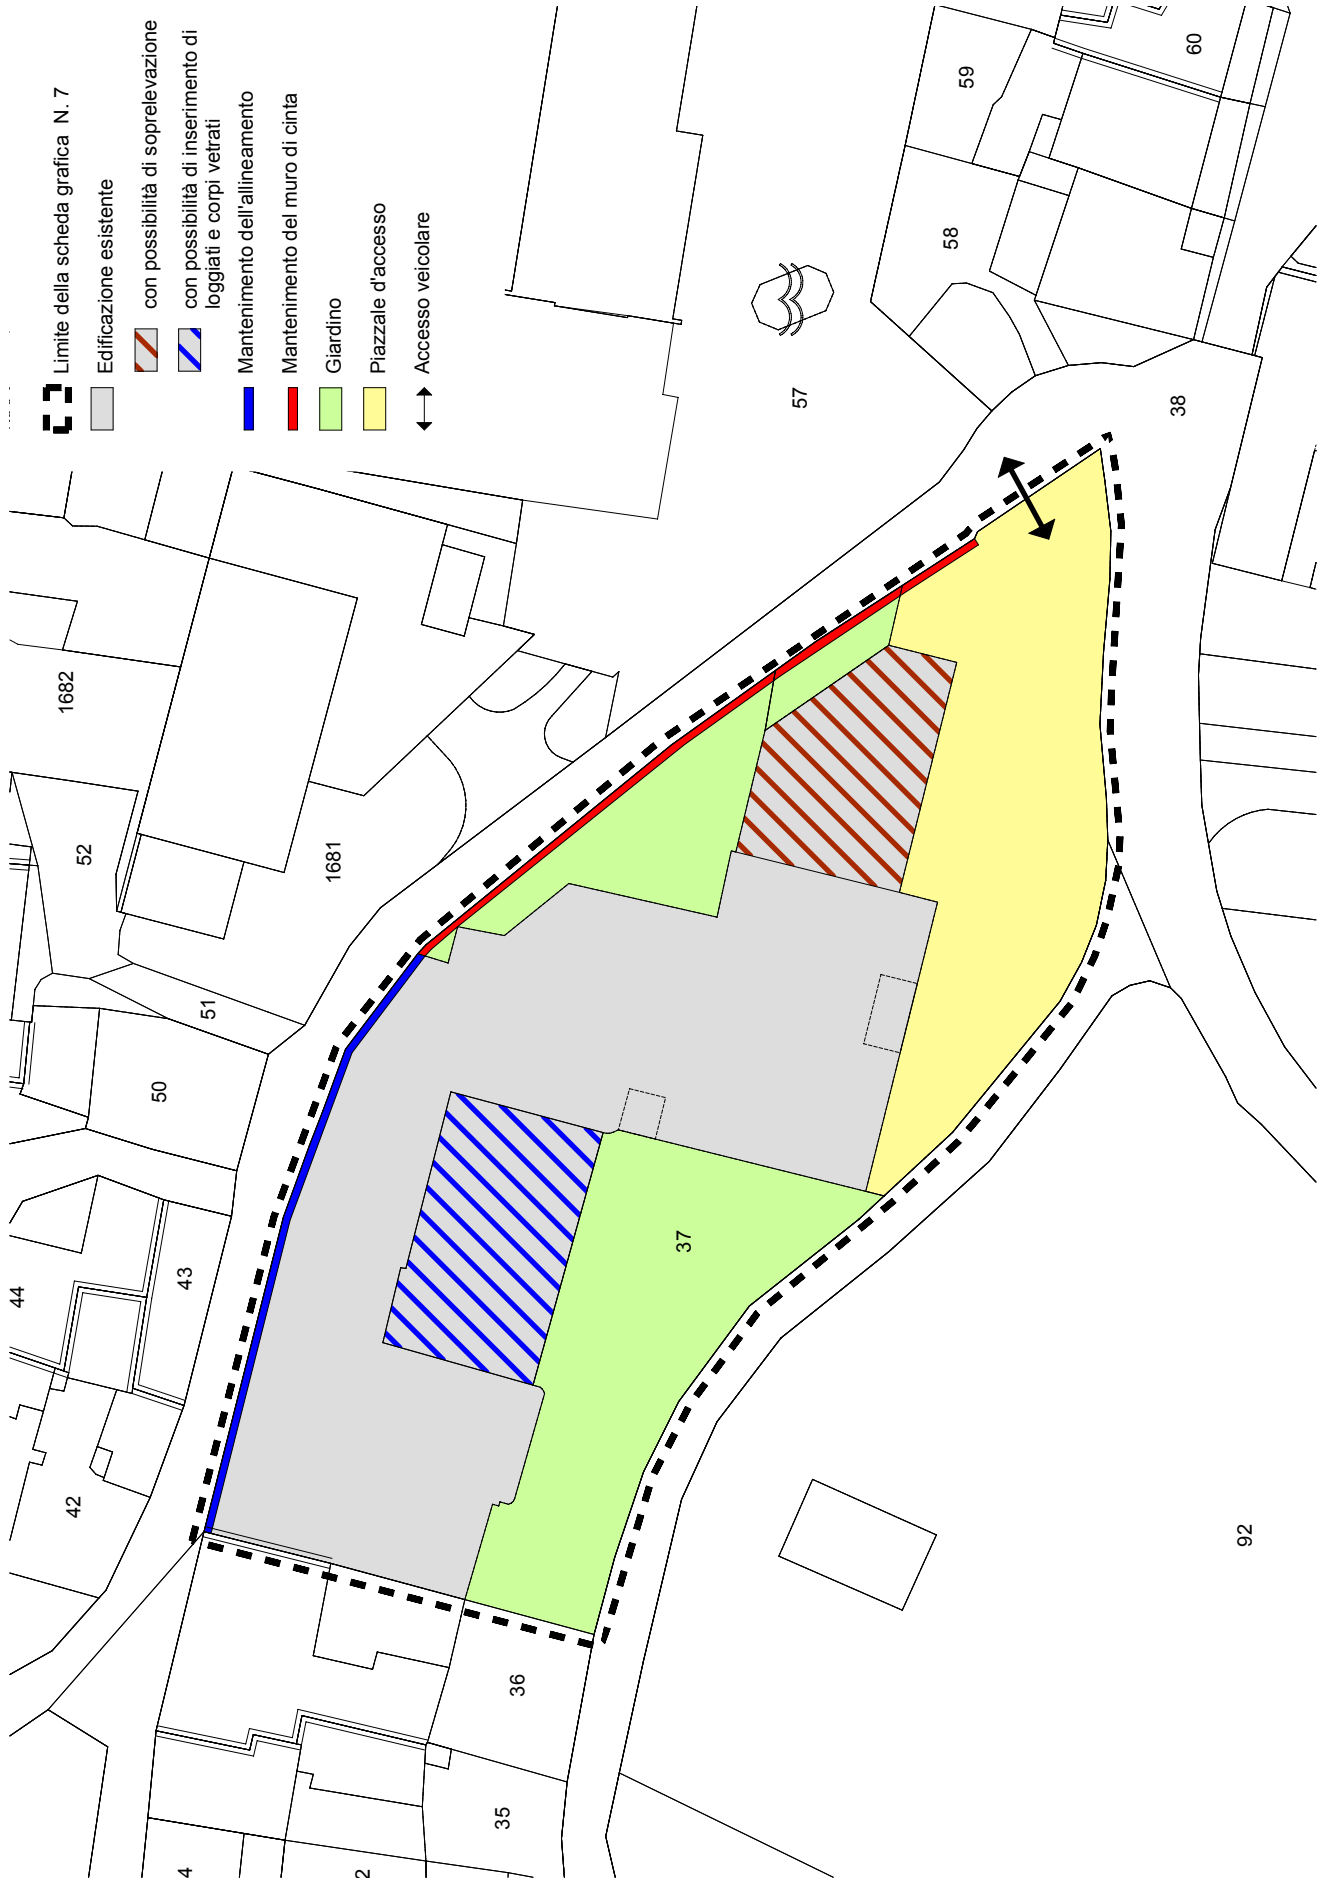 Limite della scheda grafica N. 7
Edificazione esistente
con possibilità di soprelevazione
con possibilità di inserimento di
loggiati e corpi vetrati
Mantenimento dell'allineamento
Mantenimento del muro di cinta
Giardino
Piazzale d'accesso
Accesso veicolare
60
59
58
57
38
1682
52
1681
51
50
44
43
42
37
92
36
35
4
2